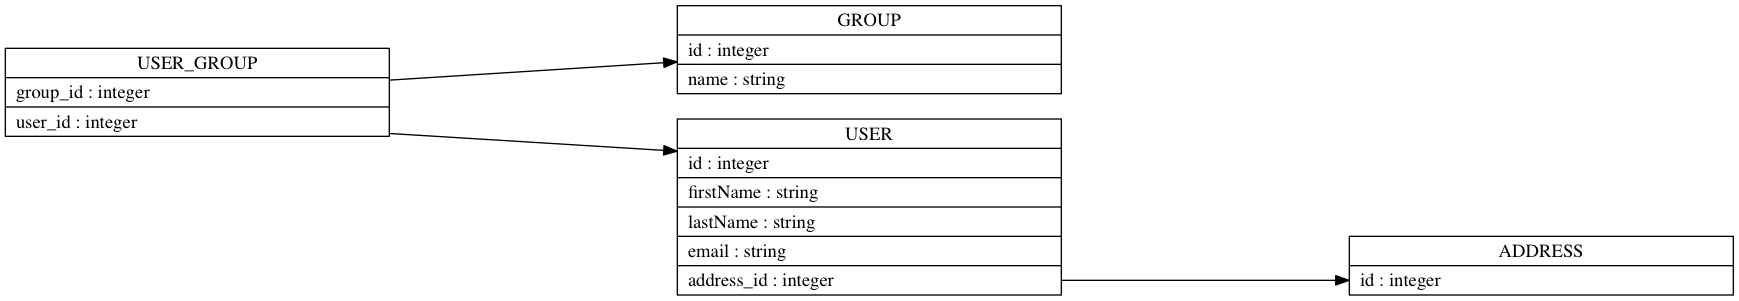 USER_GROUP
group_id : integer
user_id : integer
GROUP
id : integer
name : string
USER
id : integer
firstName : string
lastName : string
email : string
address_id : integer
ADDRESS
id : integer